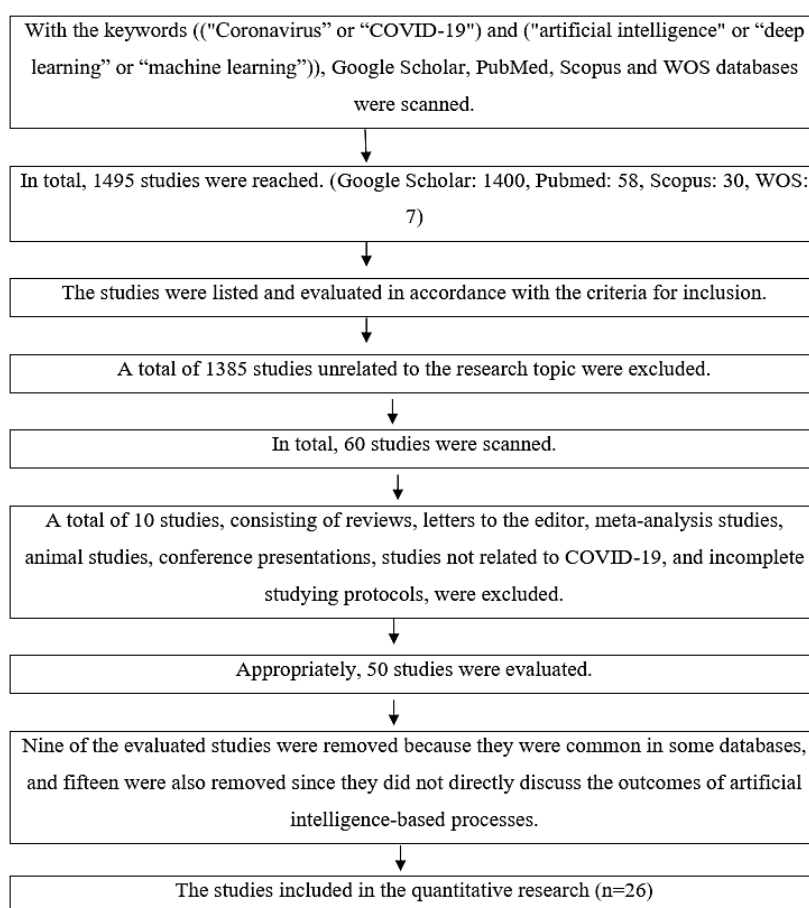 With the keywords (("Coronavirus” or “COVID-19") and ("artificial intelligence" or “deep
learning” or “machine learning”)), Google Scholar, PubMed, Scopus and WOS databases
were scanned.
In total, 1495 studies were reached. (Google Scholar: 1400, Pubmed: 58, Scopus: 30, WOS:
7)
The studies were listed and evaluated in accordance with the criteria for inclusion.
A total of 1385 studies unrelated to the research topic were excluded.
In total, 60 studies were scanned.
A total of 10 studies, consisting of reviews, letters to the editor, meta-analysis studies,
animal studies, conference presentations, studies not related to COVID-19, and incomplete
studying protocols, were excluded.
Appropriately, 50 studies were evaluated.
Nine of the evaluated studies were removed because they were common in some databases,
and fifteen were also removed since they did not directly discuss the outcomes of artificial
intelligence-based processes.
The studies included in the quantitative research (n=26)